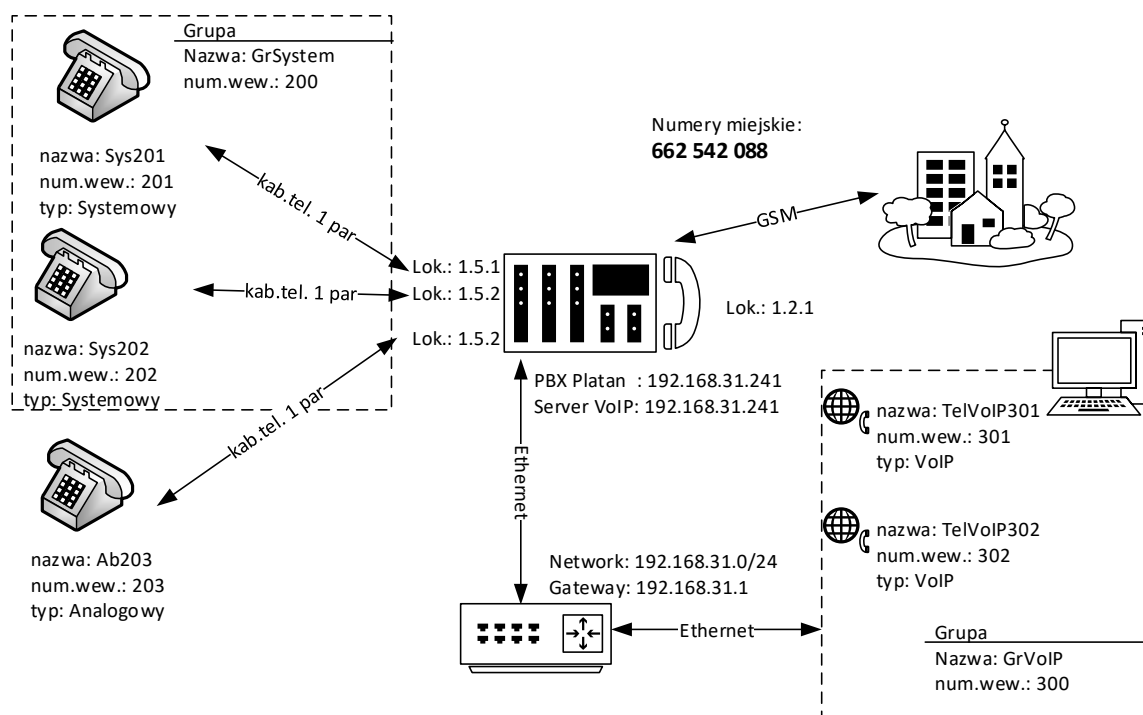 Grupa
Nazwa: GrSystem
num.wew.: 200
nazwa: Sys201
num.wew.: 201
typ: Systemowy
kab.tel. 1 par
nazwa: Sys202
num.wew.: 202
typ: Systemowy
kab.tel. 1 par
nazwa: Ab203
num.wew.: 203
typ: Analogowy
kab.tel. 1 par
Lok.: 1.5.1
Lok.: 1.5.2
Lok.: 1.5.2
Numery miejskie:
662 542 088
GSM
Lok.: 1.2.1
PBX Platan : 192.168.31.241
Server VoIP: 192.168.31.241
Ethernet
Network: 192.168.31.0/24
Gateway: 192.168.31.1
Ethernet
nazwa: TelVoIP301
num.wew.: 301
typ: VoIP
nazwa: TelVoIP302
num.wew.: 302
typ: VoIP
Grupa
Nazwa: GrVoIP
num.wew.: 300